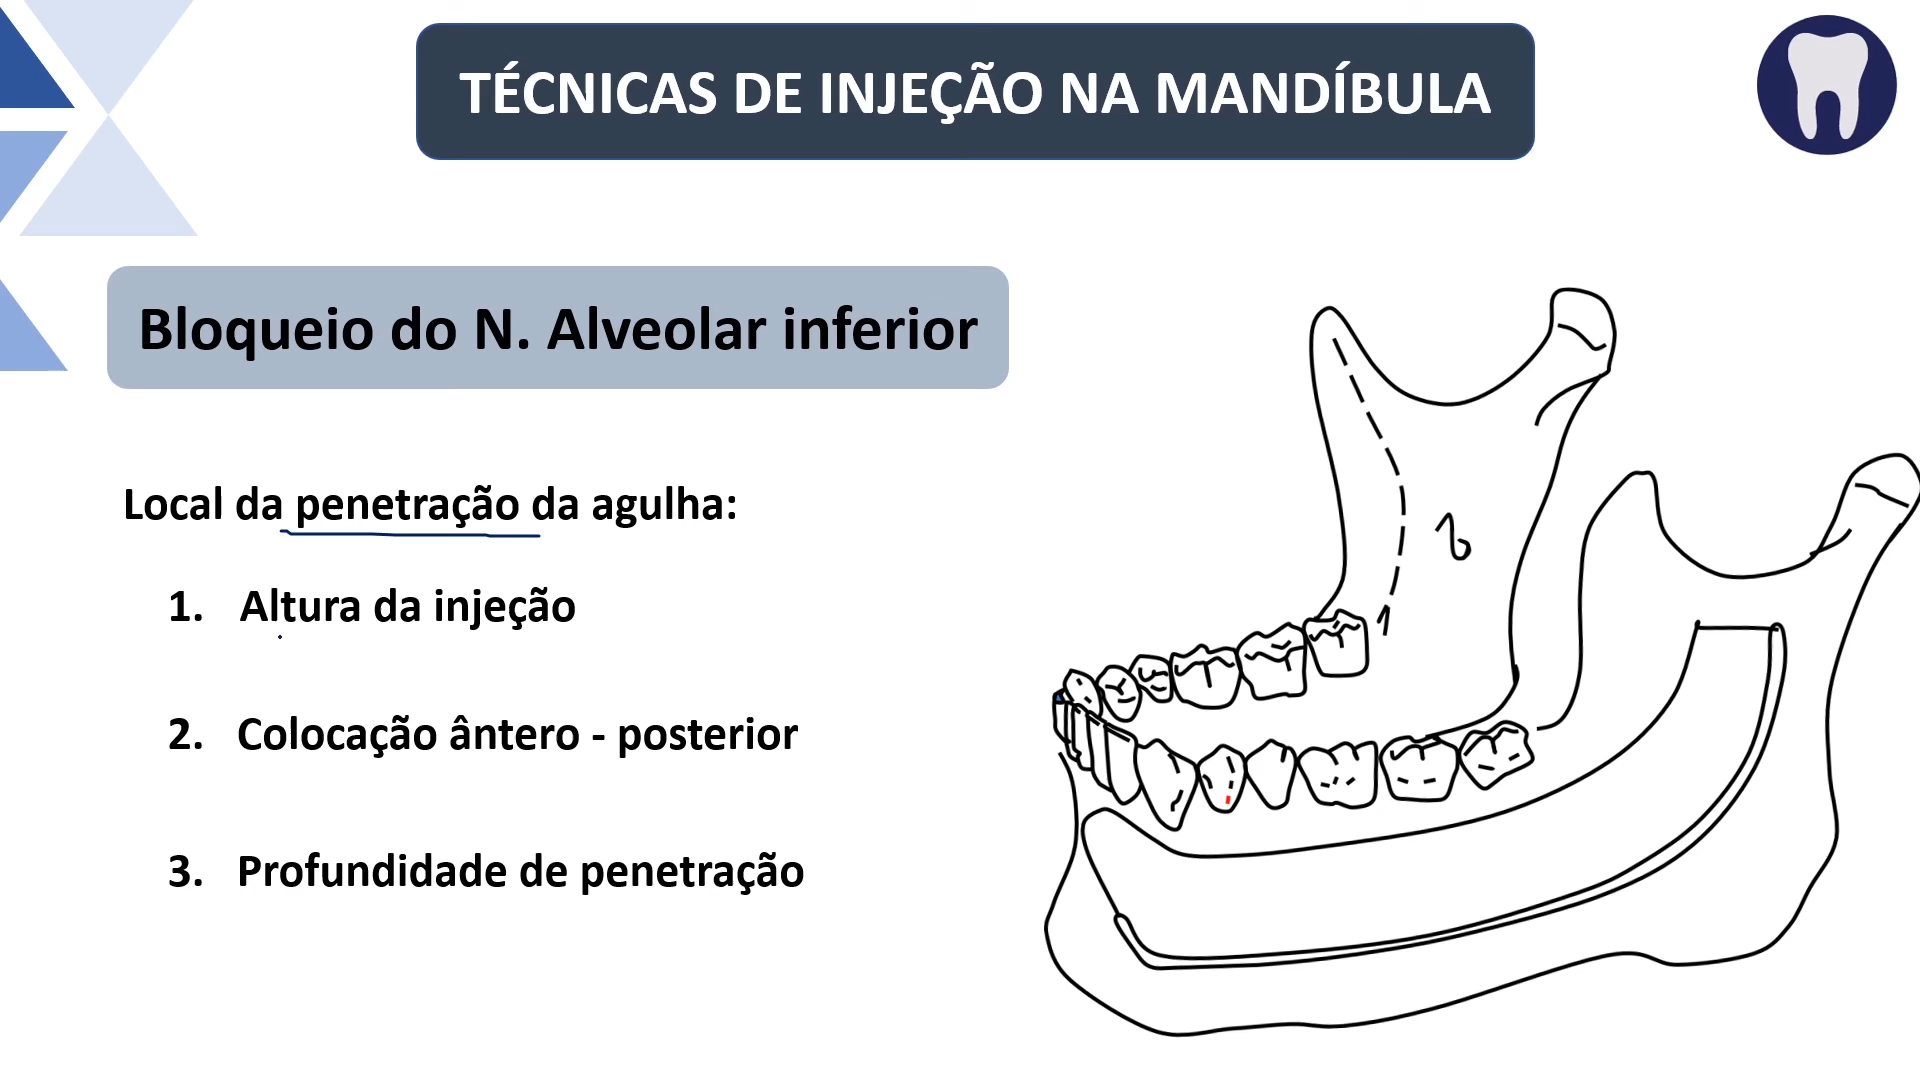 TÉCNICAS DE INJEÇÃO NA MANDÍBULA
Bloqueio do N. Alveolar inferior
Local da penetração da agulha:
1. Altura da injeção
2. Colocação ântero - posterior
3. Profundidade de penetração